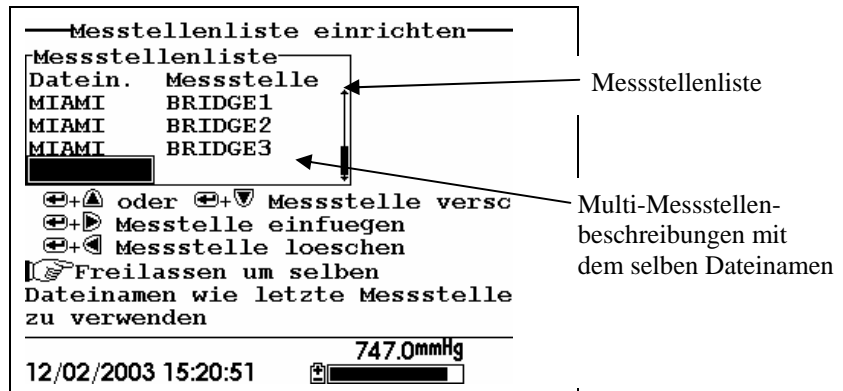 Messtellenliste einrichten
Messstellenliste
Datein. Messstelle
MIAMI BRIDGE1
MIAMI BRIDGE2
MIAMI BRIDGE3
+ oder + Messstelle versc
+ Messtelle einfuegen
+ Messstelle loeschen
Freilassen um selben
Dateinamen wie letzte Messstelle
zu verwenden
747.0mmHg
12/02/2003 15:20:51
Messstellenliste
Multi-Messstellen-
beschreibungen mit
dem selben Dateinamen